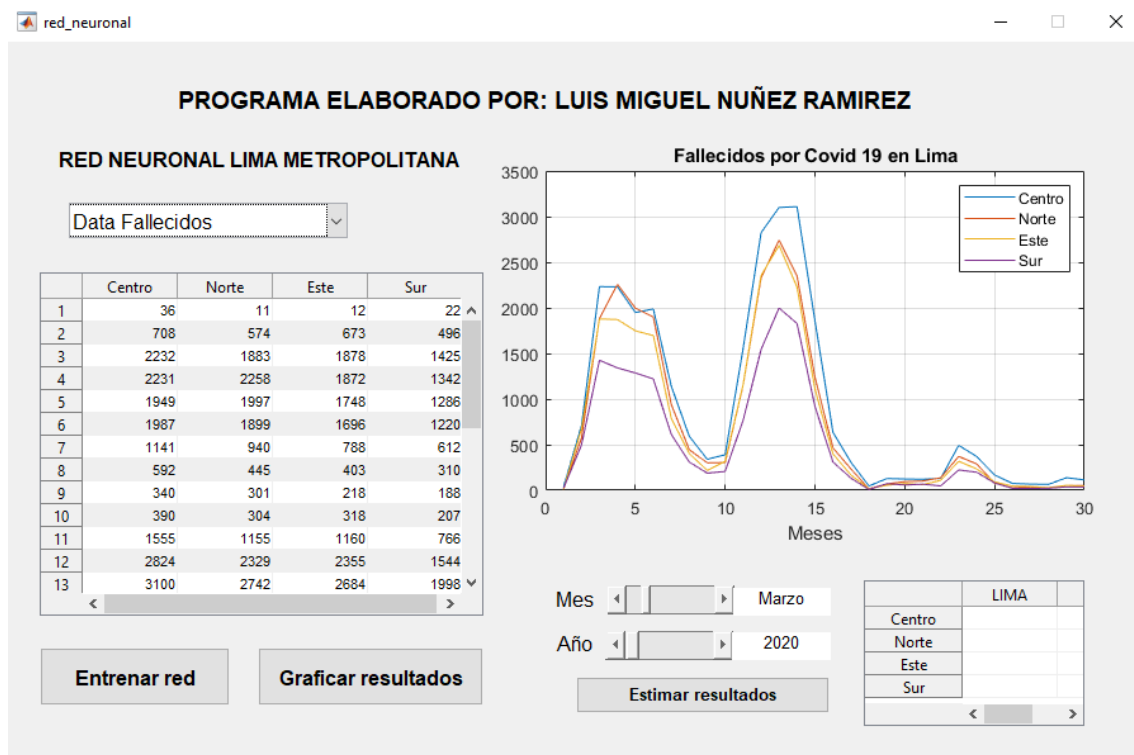 red_neuronal
PROGRAMA ELABORADO POR: LUIS MIGUEL NUÑEZ RAMIREZ
RED NEURONAL LIMA METROPOLITANA
Data Fallecidos
Centro Norte Este Sur
1 36 11 12 22
2 708 574 673 496
3 2232 1883 1878 1425
4 2231 2258 1872 1342
5 1949 1997 1748 1286
6 1987 1899 1696 1220
7 1141 940 788 612
8 592 445 403 310
9 340 301 218 188
10 390 304 318 207
11 1555 1155 1160 766
12 2824 2329 2355 1544
13 3100 2742 2684 1998
Entrenar red
Graficar resultados
Fallecidos por Covid 19 en Lima
3500
3000
2500
2000
1500
1000
500
0
Centro
Norte
Este
Sur
0 5 10 15 20 25 30
Meses
Mes Marzo
Año 2020
Estimar resultados
LIMA
Centro
Norte
Este
Sur